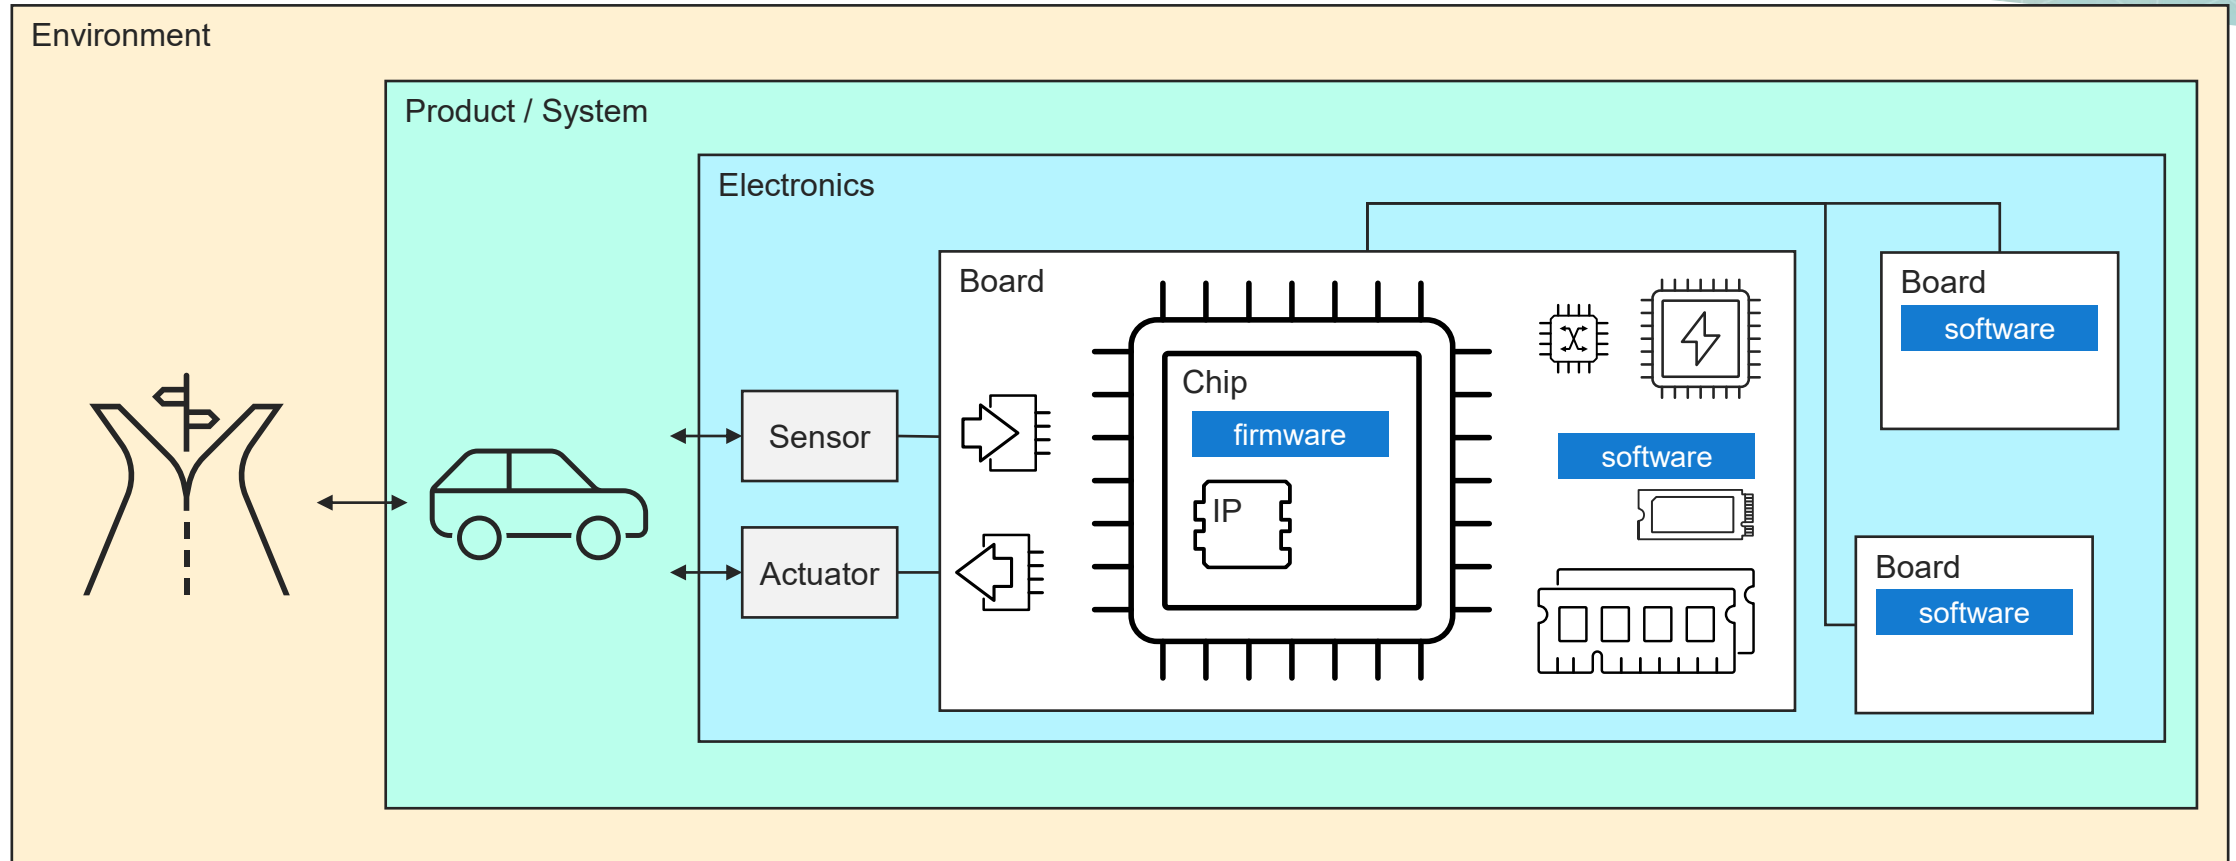 Environment
Product / System
Electronics
Board
Chip
firmware
IP
software
Sensor
Actuator
Board
software
Board
software